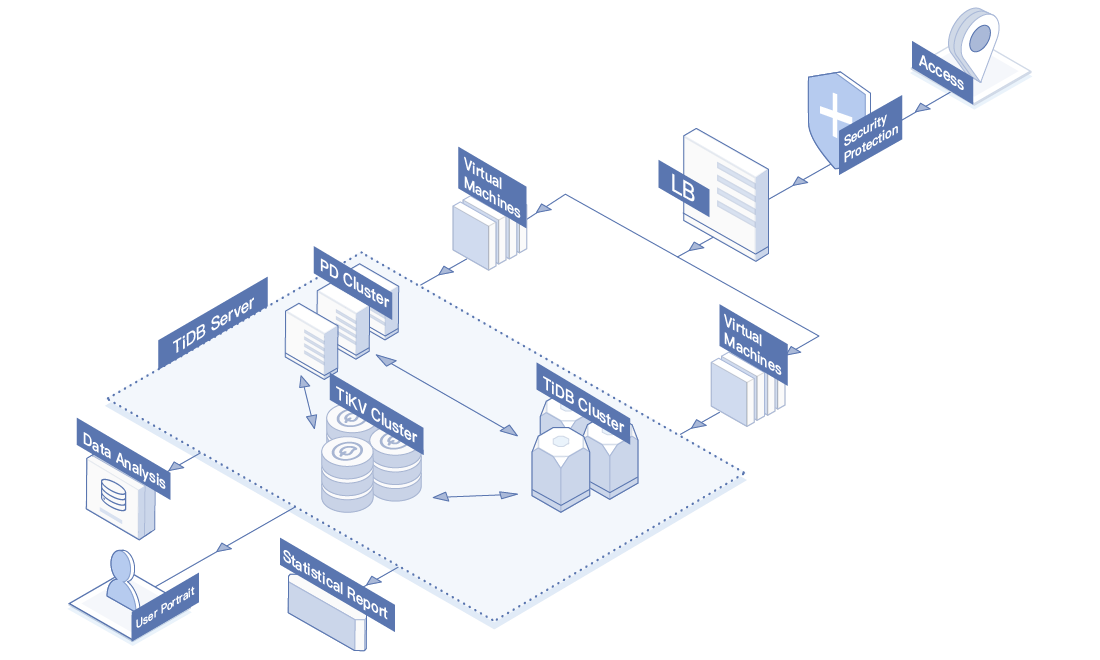 Access
Security
Protection
LB
Virtual
Machines
PD Cluster
TiDB Server
Virtual
Machines
TiKV Cluster
TiDB Cluster
Data Analysis
Statistical Report
User Portrait